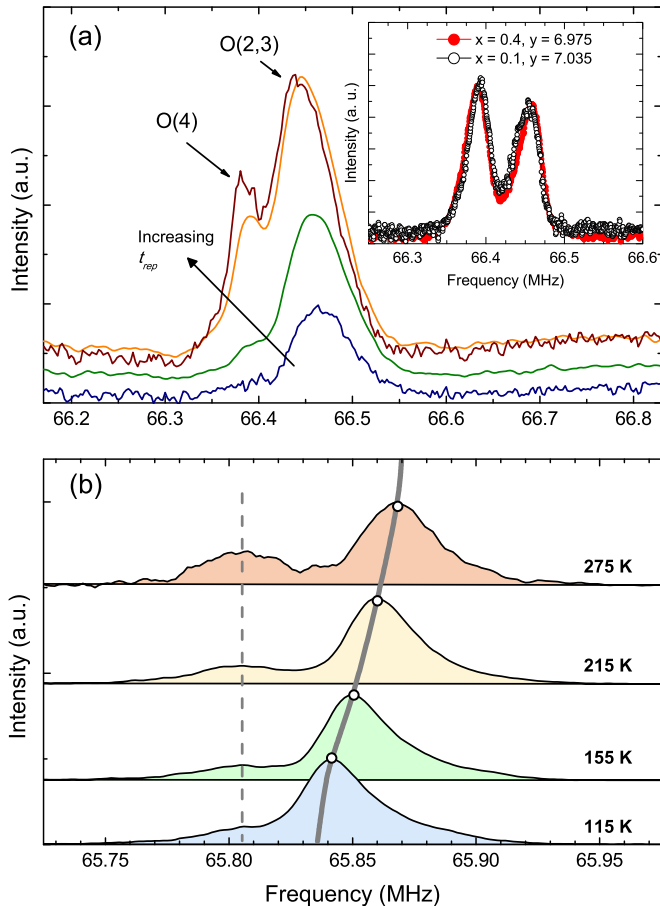 (a)
O(2,3)
O(4)
Increasing
t_rep
Intensity (a.u.)
66.2 66.3 66.4 66.5 66.6 66.7 66.8
x = 0.4, y = 6.975
x = 0.1, y = 7.035
Intensity (a. u.)
66.3 66.4 66.5 66.6
Frequency (MHz)
(b)
275 K
215 K
155 K
115 K
Intensity (a.u.)
65.75 65.80 65.85 65.90 65.95
Frequency (MHz)